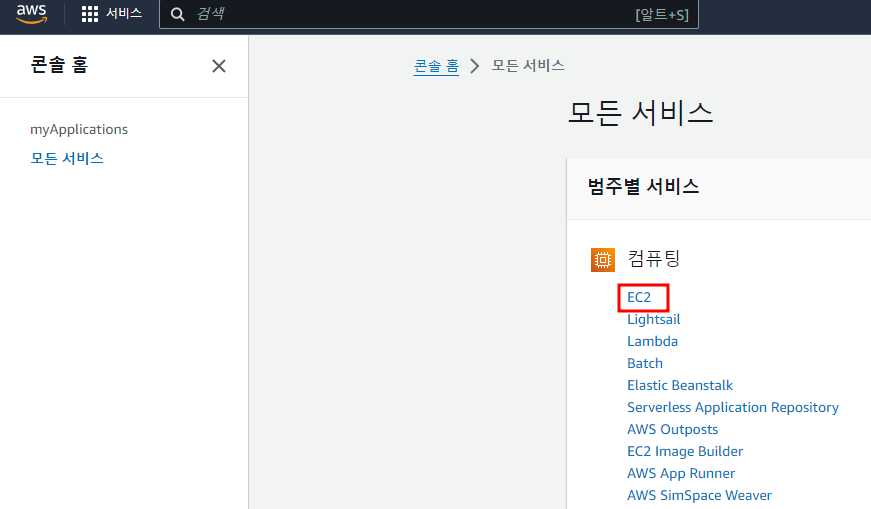 aws 서비스 검색 [알트+S]
콘솔 홈
myApplications
모든 서비스
콘솔 홈 모든 서비스
모든 서비스
범주별 서비스
컴퓨팅
EC2
Lightsail
Lambda
Batch
Elastic Beanstalk
Serverless Application Repository
AWS Outposts
EC2 Image Builder
AWS App Runner
AWS SimSpace Weaver